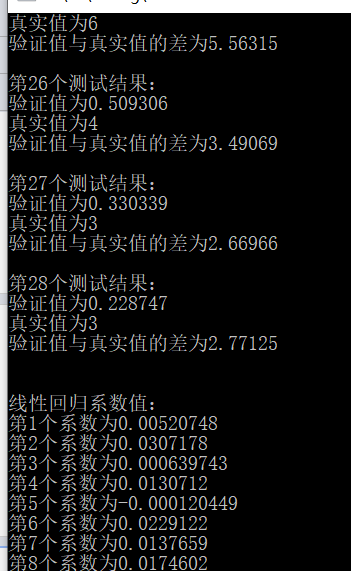 真实值为6
验证值与真实值的差为5.56315
第26个测试结果：
验证值为0.509306
真实值为4
验证值与真实值的差为3.49069
第27个测试结果：
验证值为0.330339
真实值为3
验证值与真实值的差为2.66966
第28个测试结果：
验证值为0.228747
真实值为3
验证值与真实值的差为2.77125
线性回归系数值：
第1个系数为0.00520748
第2个系数为0.0307178
第3个系数为0.000639743
第4个系数为0.0130712
第5个系数为-0.000120449
第6个系数为0.0229122
第7个系数为0.0137659
第8个系数为0.0174602